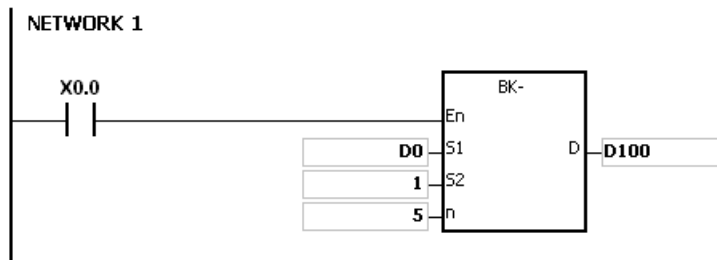 NETWORK 1
X0.0
BK-
En
D0 S1 D D100
1 S2
5 n